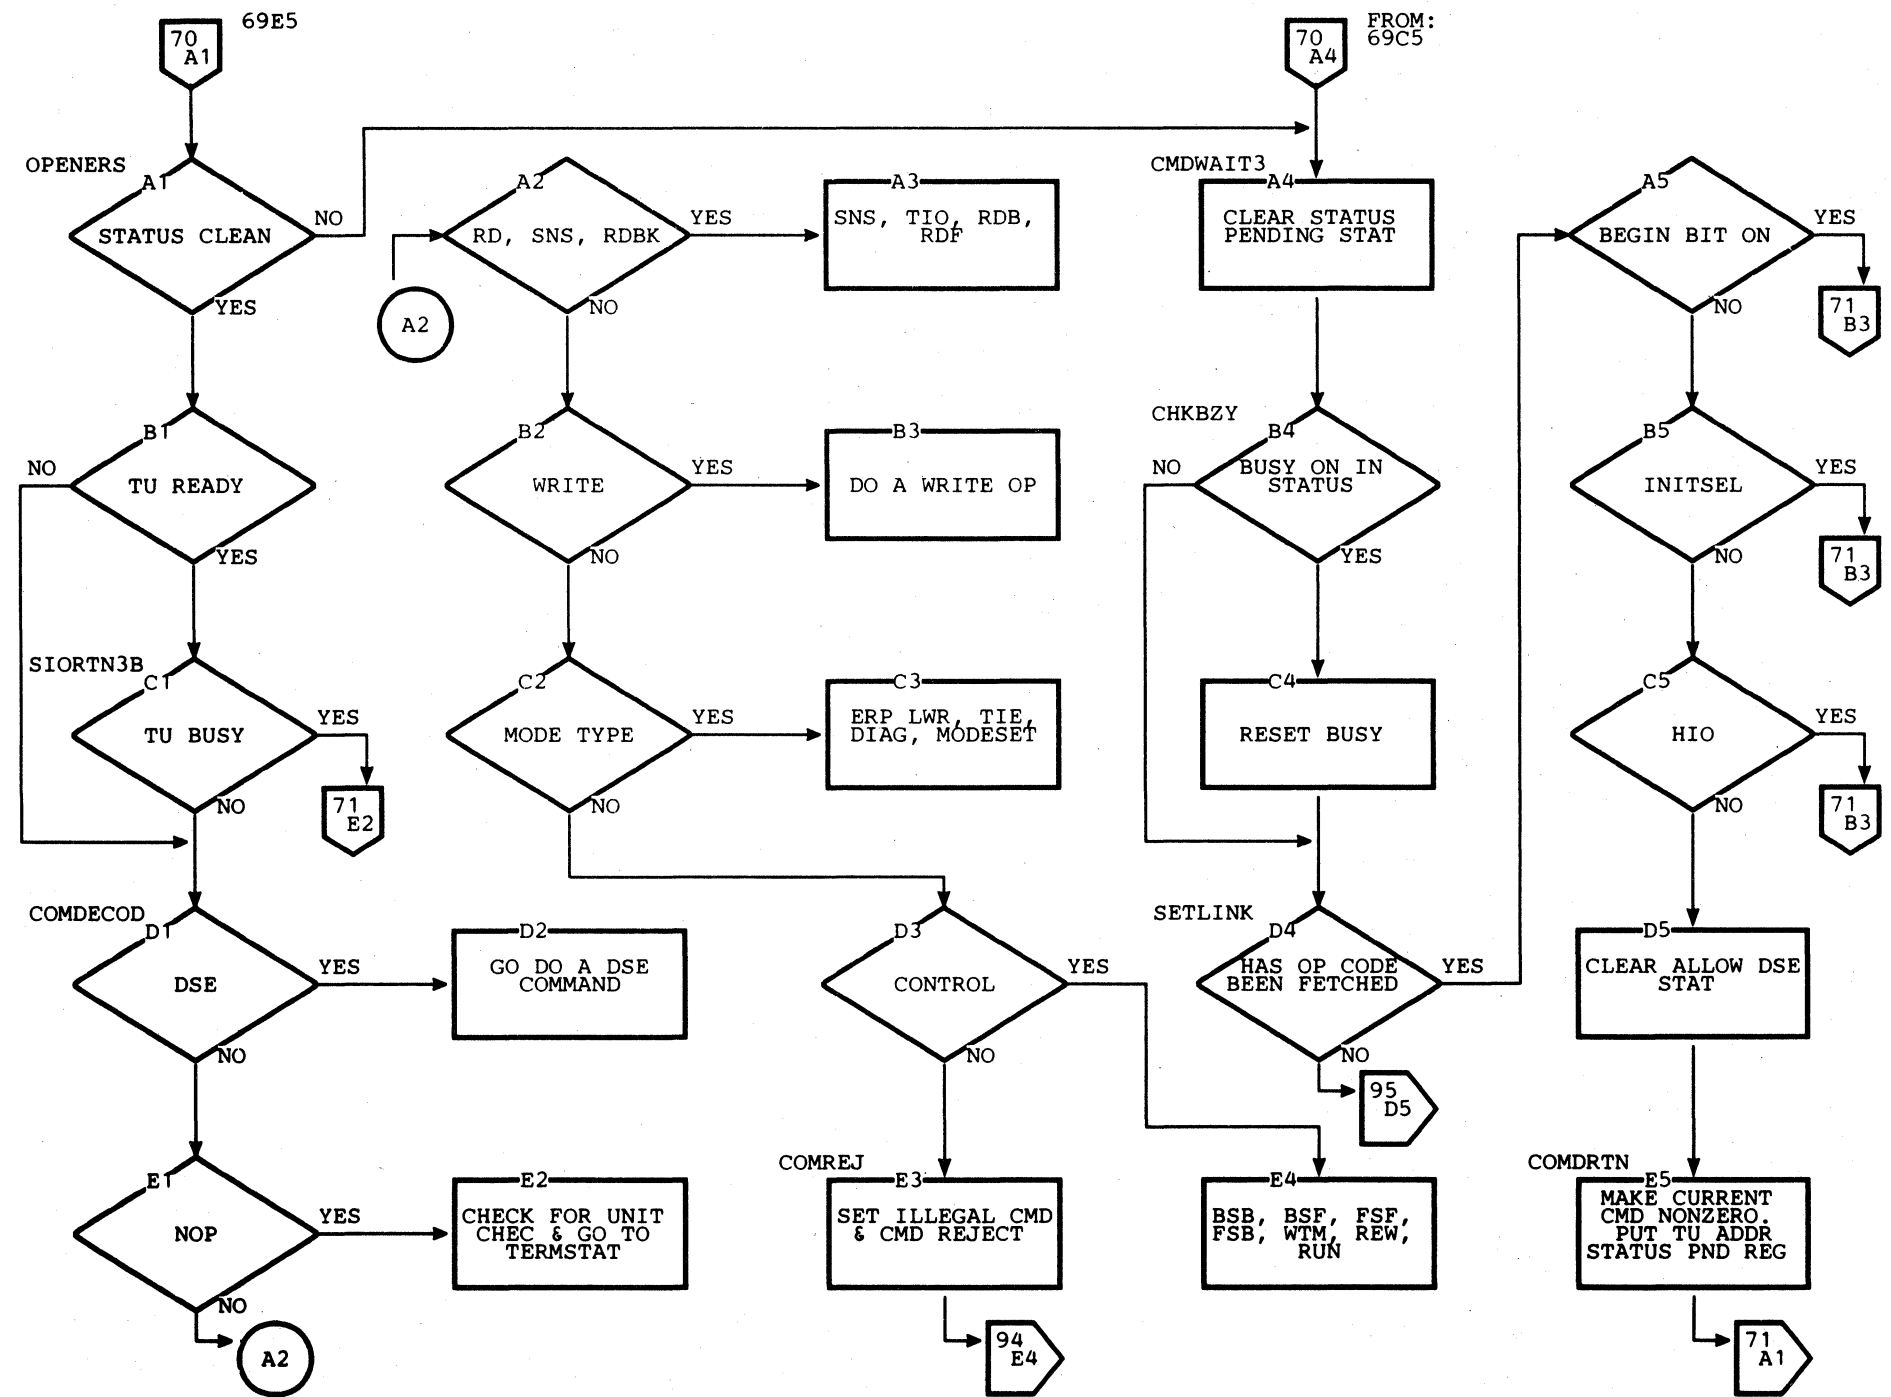 70
A1
69E5
OPENERS
A1
STATUS CLEAN
NO
YES
B1
NO
TU READY
YES
SIORTN3B
C1
TU BUSY
YES
NO
71
E2
COMDECOD
D1
DSE
YES
NO
E1
NOP
YES
NO
A2
A2
RD, SNS, RDBK
YES
NO
A2
B2
WRITE
YES
NO
C2
MODE TYPE
YES
NO
D2
GO DO A DSE
COMMAND
E2
CHECK FOR UNIT
CHEC & GO TO
TERMSTAT
A3
SNS, TIO, RDB,
RDF
B3
DO A WRITE OP
C3
ERP LWR, TIE,
DIAG, MODESET
D3
CONTROL
YES
NO
COMREJ
E3
SET ILLEGAL CMD
& CMD REJECT
94
E4
70
A4
FROM:
69C5
CMDWAIT3
A4
CLEAR STATUS
PENDING STAT
CHKBZY
B4
NO
BUSY ON IN
STATUS
YES
C4
RESET BUSY
SETLINK
D4
HAS OP CODE
BEEN FETCHED
YES
NO
95
D5
E4
BSB, BSF, FSF,
FSB, WTM, REW,
RUN
A5
BEGIN BIT ON
YES
NO
71
B3
B5
INITSEL
YES
NO
71
B3
C5
HIO
YES
NO
71
B3
D5
CLEAR ALLOW DSE
STAT
COMDRTN
E5
MAKE CURRENT
CMD NONZERO.
PUT TU ADDR
STATUS PND REG
71
A1